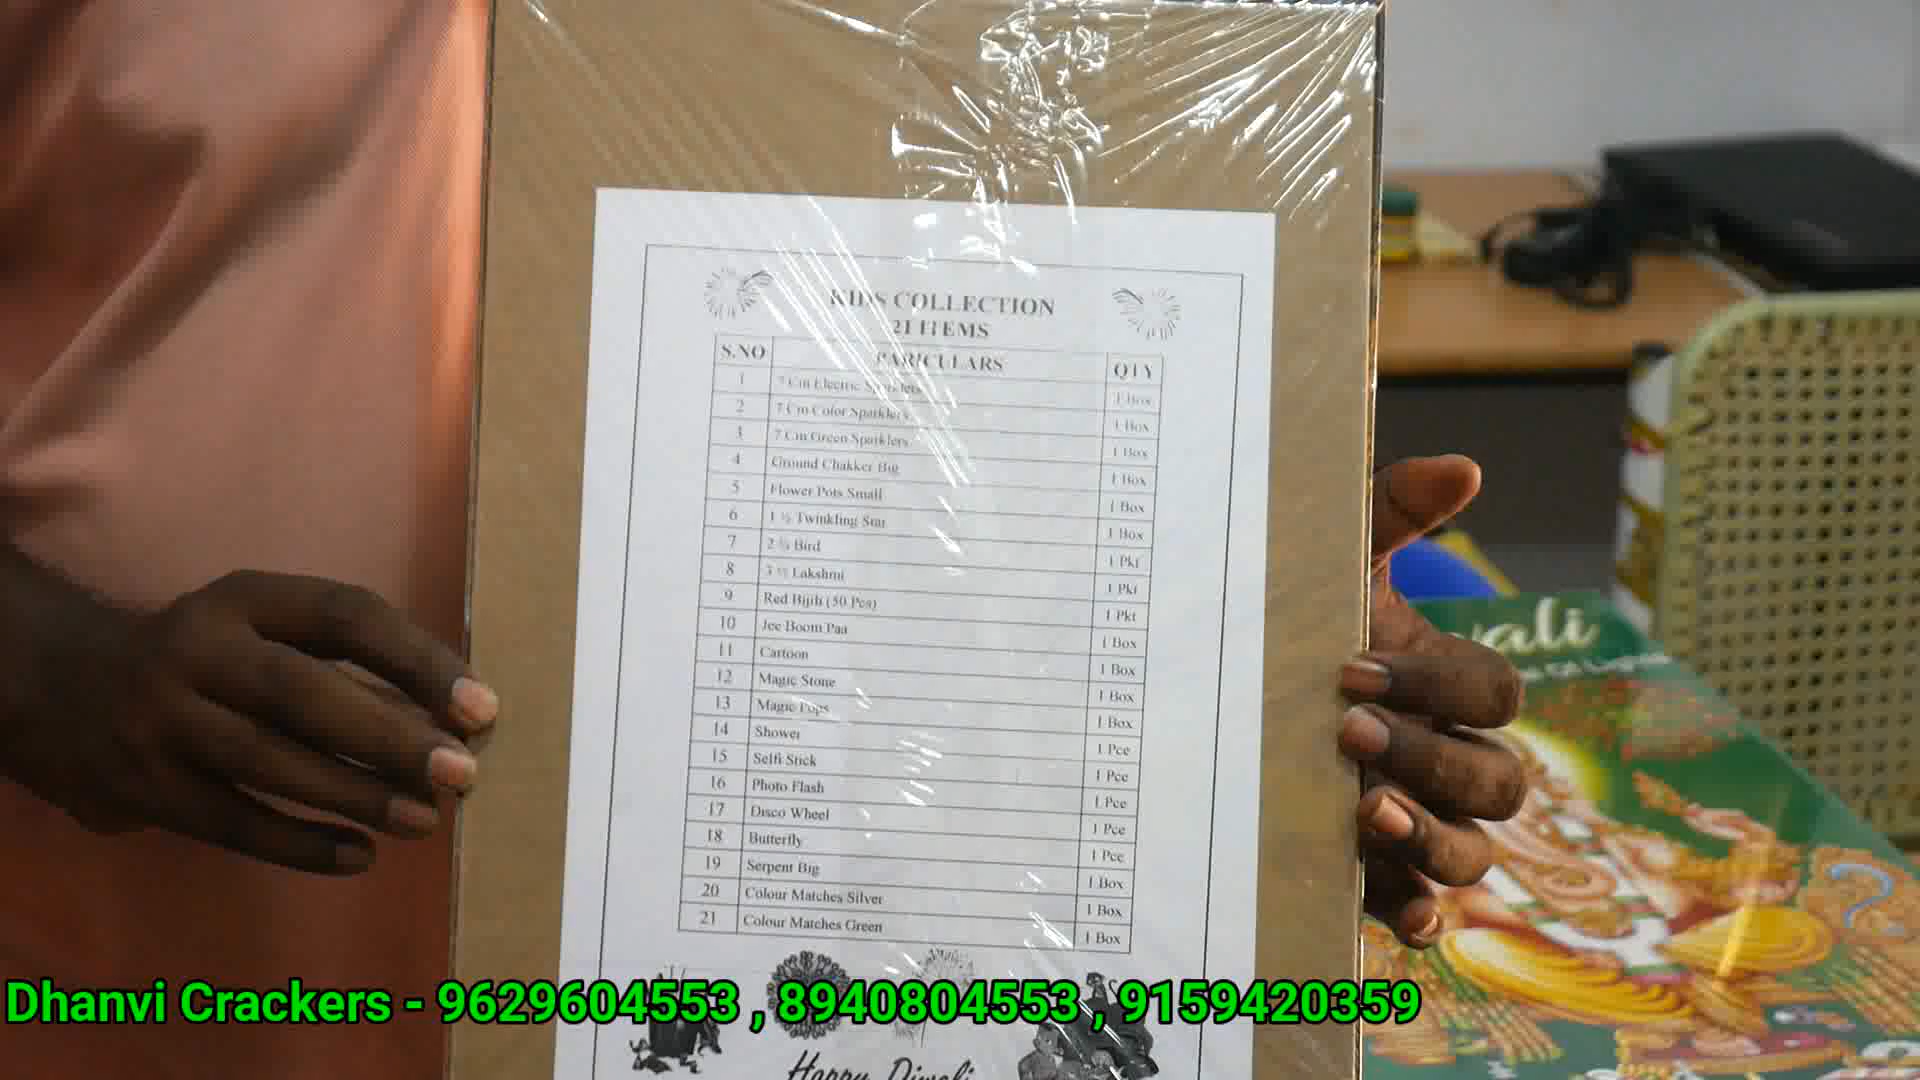 KIDS COLLECTION
21 ITEMS
S.NO PARICULARS QTY
1 7 Cm Electric Sparklers 1 Box
2 7 Cm Color Sparklers 1 Box
3 7 Cm Green Sparklers 1 Box
4 Ground Chakker Big 1 Box
5 Flower Pots Small 1 Box
6 1 ½ Twinkling Star 1 Box
7 2 ¾ Bird 1 Pkt
8 3 ½ Lakshmi 1 Pkt
9 Red Bijili (50 Pcs) 1 Pkt
10 Jee Boom Paa 1 Box
11 Cartoon 1 Box
12 Magic Stone 1 Box
13 Magic Pops 1 Box
14 Shower 1 Pce
15 Selfi Stick 1 Pce
16 Photo Flash 1 Pce
17 Disco Wheel 1 Pce
18 Butterfly 1 Pce
19 Serpent Big 1 Box
20 Colour Matches Silver 1 Box
21 Colour Matches Green 1 Box
Happy Diwali
Dhanvi Crackers - 9629604553 , 8940804553 , 9159420359